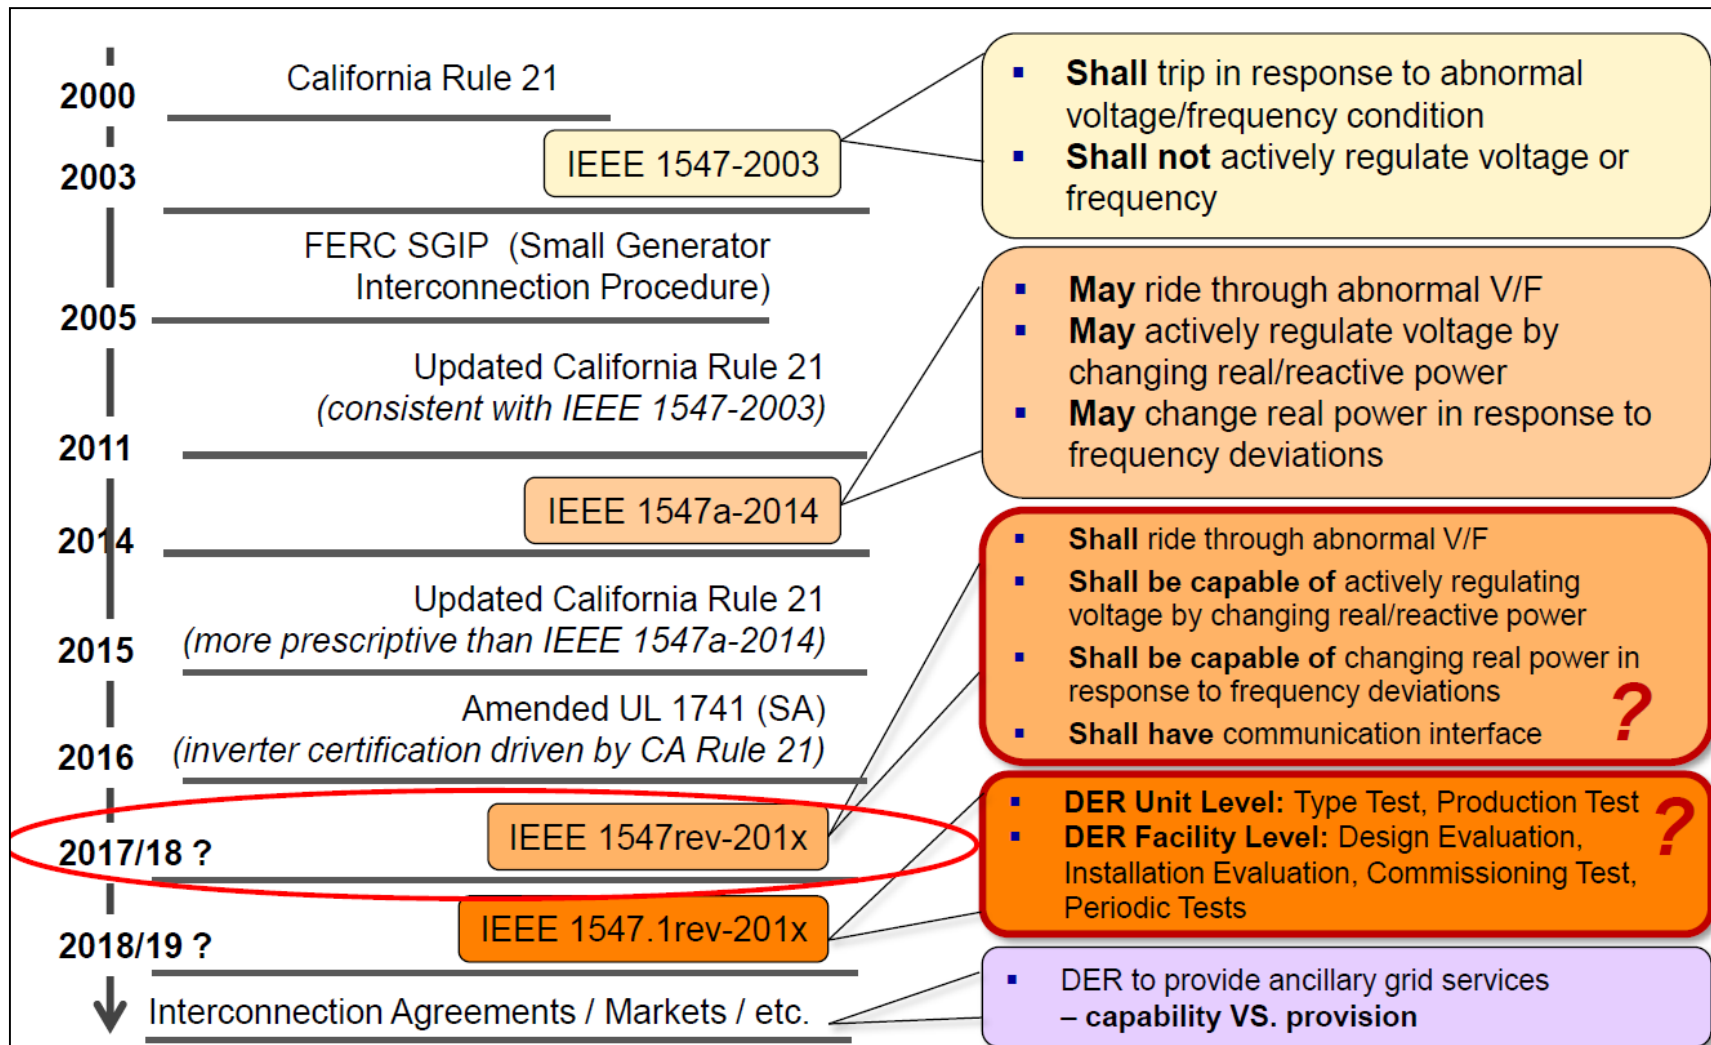 2000
California Rule 21
IEEE 1547-2003
2003
▪ Shall trip in response to abnormal
voltage/frequency condition
▪ Shall not actively regulate voltage or
frequency
FERC SGIP (Small Generator
Interconnection Procedure)
2005
Updated California Rule 21
(consistent with IEEE 1547-2003)
2011
IEEE 1547a-2014
2014
▪ May ride through abnormal V/F
▪ May actively regulate voltage by
changing real/reactive power
▪ May change real power in response to
frequency deviations
Updated California Rule 21
(more prescriptive than IEEE 1547a-2014)
2015
Amended UL 1741 (SA)
(inverter certification driven by CA Rule 21)
2016
IEEE 1547rev-201x
2017/18 ?
▪ Shall ride through abnormal V/F
▪ Shall be capable of actively regulating
voltage by changing real/reactive power
▪ Shall be capable of changing real power in
response to frequency deviations
▪ Shall have communication interface
?
IEEE 1547.1rev-201x
2018/19 ?
▪ DER Unit Level: Type Test, Production Test
▪ DER Facility Level: Design Evaluation,
Installation Evaluation, Commissioning Test,
Periodic Tests
?
Interconnection Agreements / Markets / etc.
▪ DER to provide ancillary grid services
– capability VS. provision